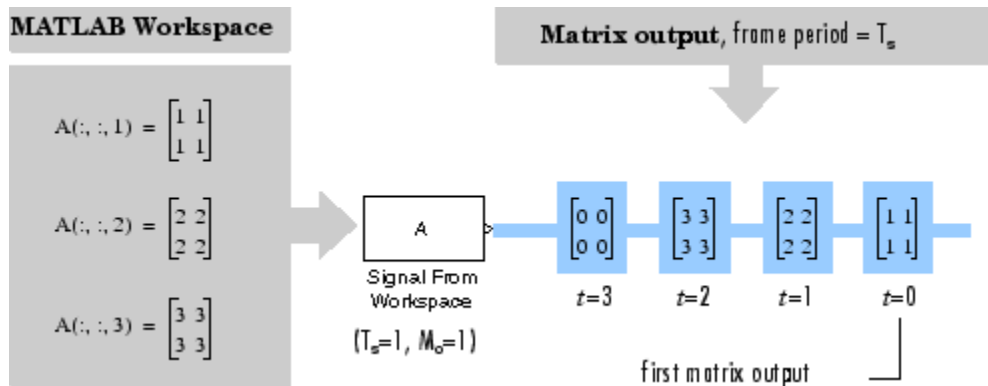 MATLAB Workspace
A(:, :, 1) = [1 1
1 1]
A(:, :, 2) = [2 2
2 2]
A(:, :, 3) = [3 3
3 3]
A
Signal From
Workspace
(Tₛ=1, Mₒ=1)
Matrix output, frame period = Tₛ
[0 0
0 0]
[3 3
3 3]
[2 2
2 2]
[1 1
1 1]
t=3
t=2
t=1
t=0
first matrix output